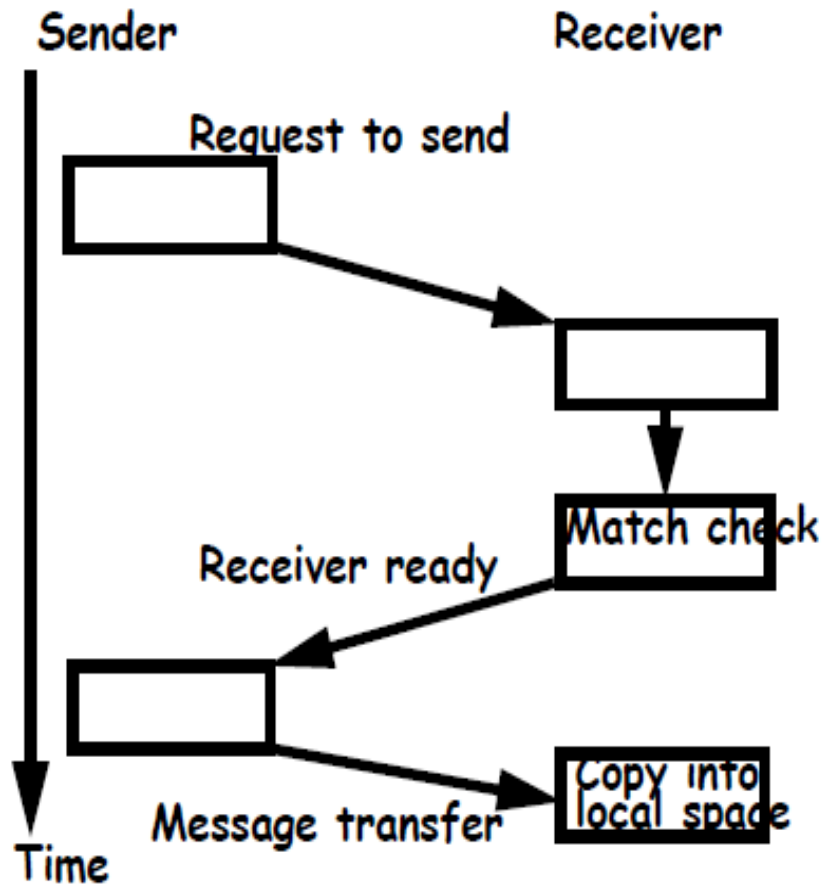 Sender
Receiver
Request to send
Match check
Receiver ready
Copy into
local space
Message transfer
Time